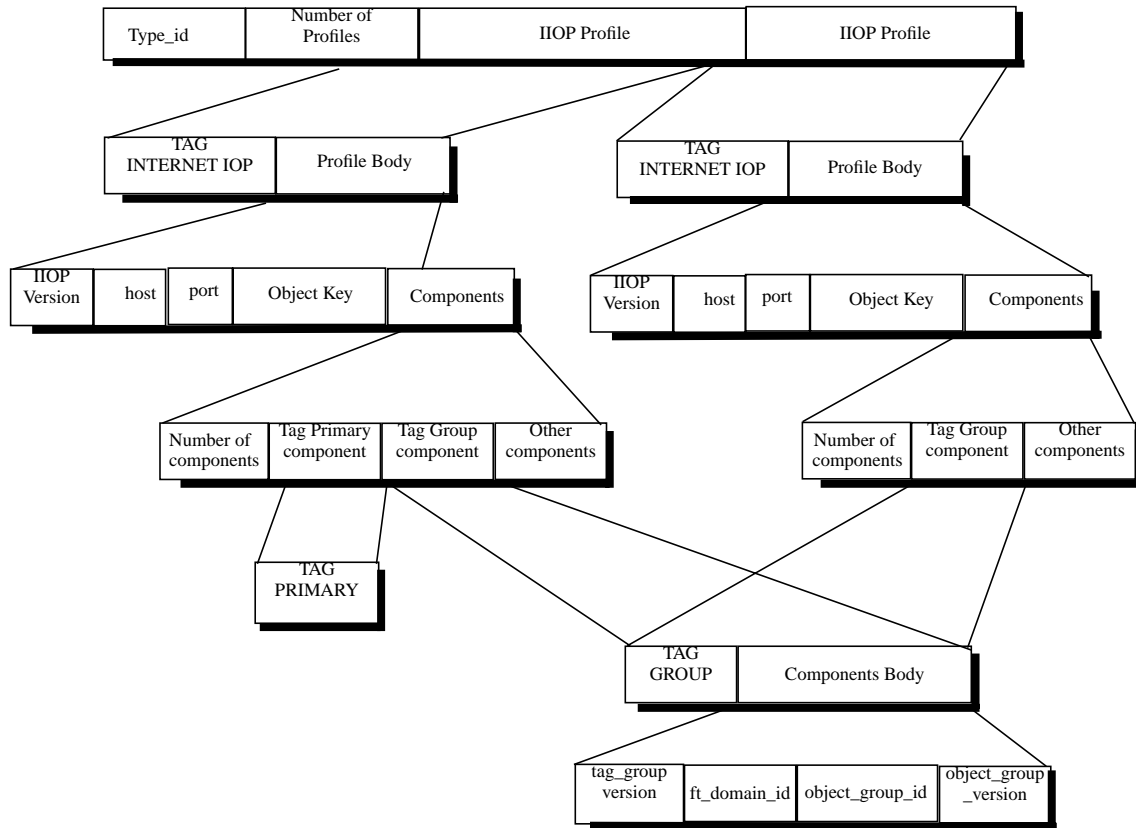 Type_id
Number of
Profiles
IIOP Profile
IIOP Profile
TAG
INTERNET IOP
Profile Body
TAG
INTERNET IOP
Profile Body
IIOP
Version
host
port
Object Key
Components
IIOP
Version
host
port
Object Key
Components
Number of
components
Tag Primary
component
Tag Group
component
Other
components
Number of
components
Tag Group
component
Other
components
TAG
PRIMARY
TAG
GROUP
Components Body
tag_group
version
ft_domain_id
object_group_id
object_group
_version